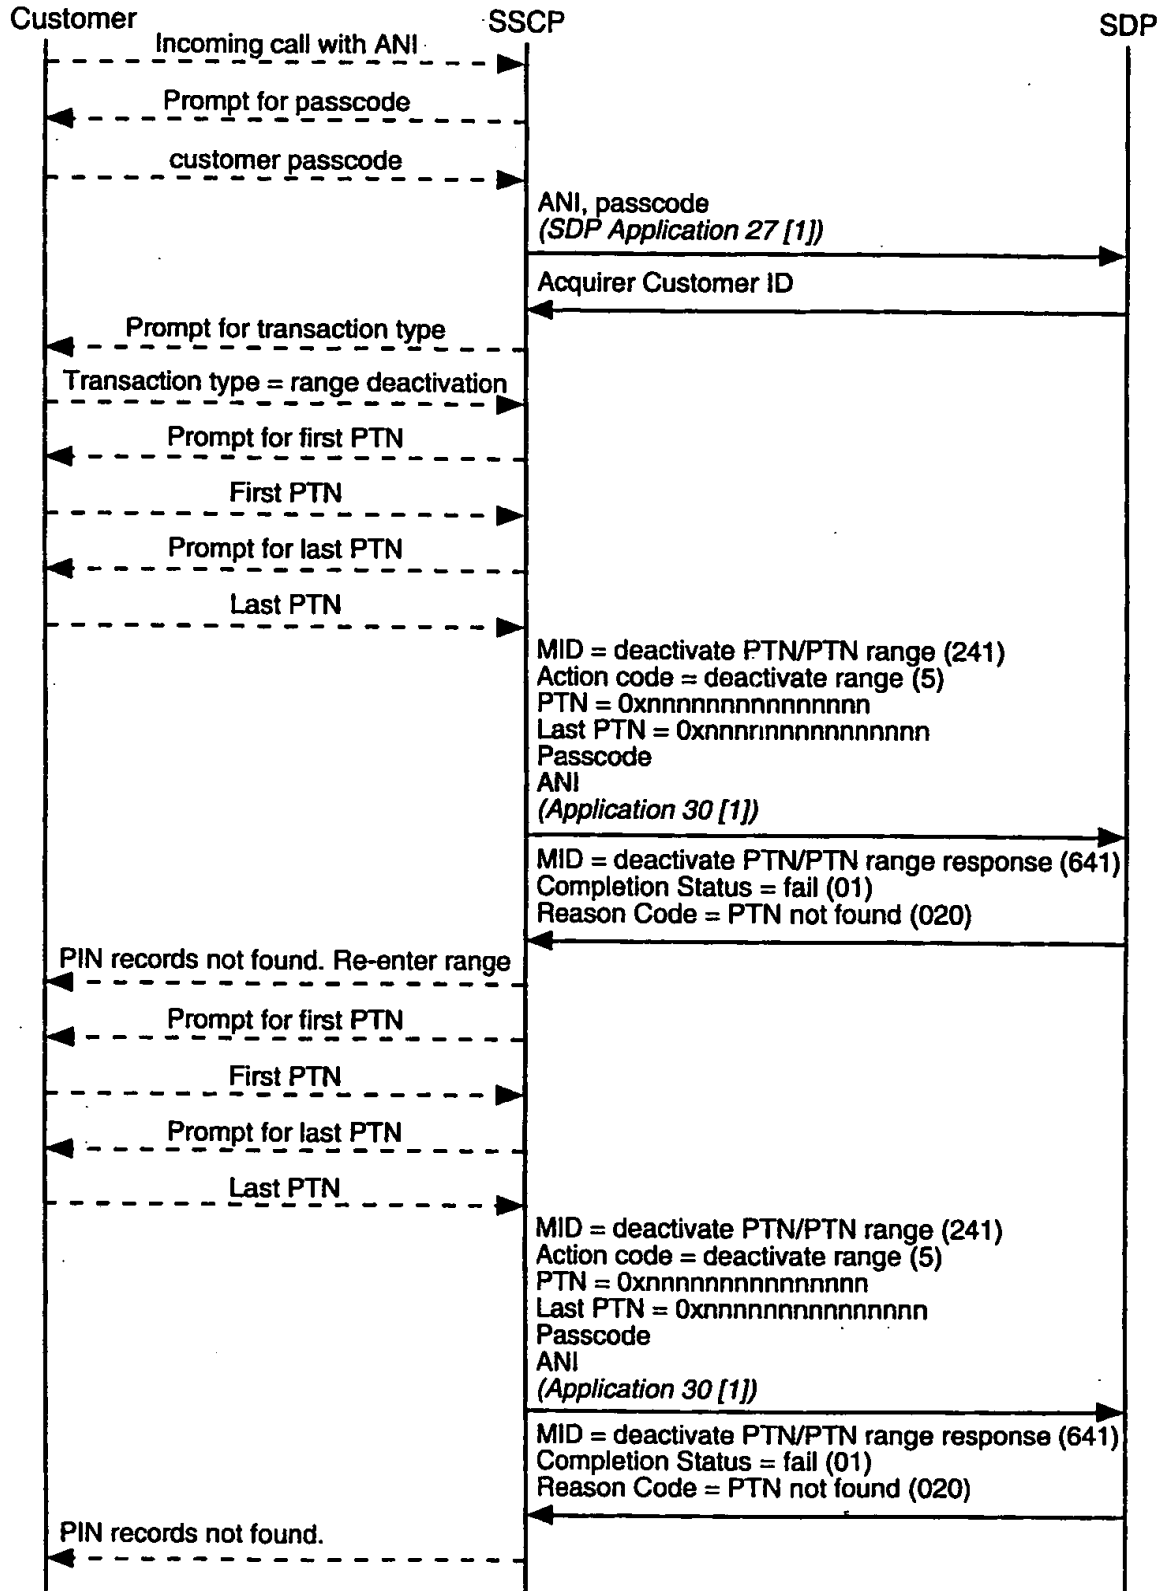 Customer
SSCP
SDP
Incoming call with ANI
Prompt for passcode
customer passcode
ANI, passcode
(SDP Application 27 [1])
Acquirer Customer ID
Prompt for transaction type
Transaction type = range deactivation
Prompt for first PTN
First PTN
Prompt for last PTN
Last PTN
MID = deactivate PTN/PTN range (241)
Action code = deactivate range (5)
PTN = 0xnnnnnnnnnnnnnnnn
Last PTN = 0xnnnnnnnnnnnnnnnn
Passcode
ANI
(Application 30 [1])
MID = deactivate PTN/PTN range response (641)
Completion Status = fail (01)
Reason Code = PTN not found (020)
PIN records not found. Re-enter range
Prompt for first PTN
First PTN
Prompt for last PTN
Last PTN
MID = deactivate PTN/PTN range (241)
Action code = deactivate range (5)
PTN = 0xnnnnnnnnnnnnnnnn
Last PTN = 0xnnnnnnnnnnnnnnnn
Passcode
ANI
(Application 30 [1])
MID = deactivate PTN/PTN range response (641)
Completion Status = fail (01)
Reason Code = PTN not found (020)
PIN records not found.